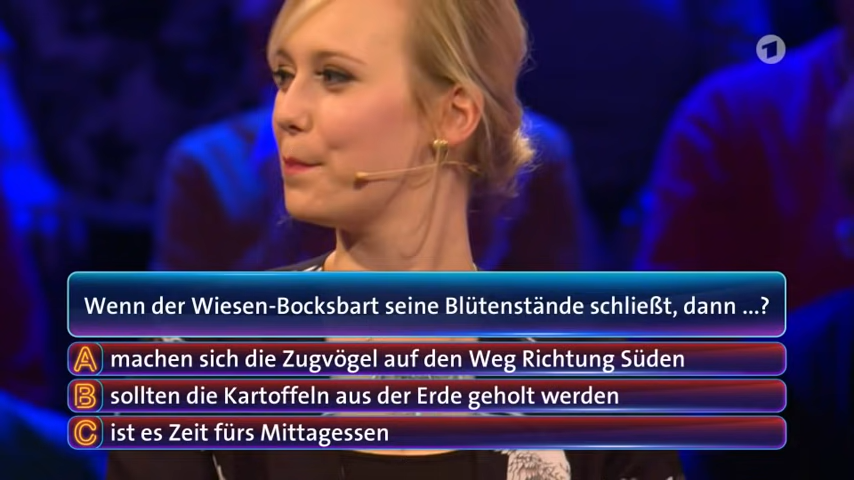 Wenn der Wiesen-Bocksbart seine Blütenstände schließt, dann ...?
A machen sich die Zugvögel auf den Weg Richtung Süden
B sollten die Kartoffeln aus der Erde geholt werden
C ist es Zeit fürs Mittagessen